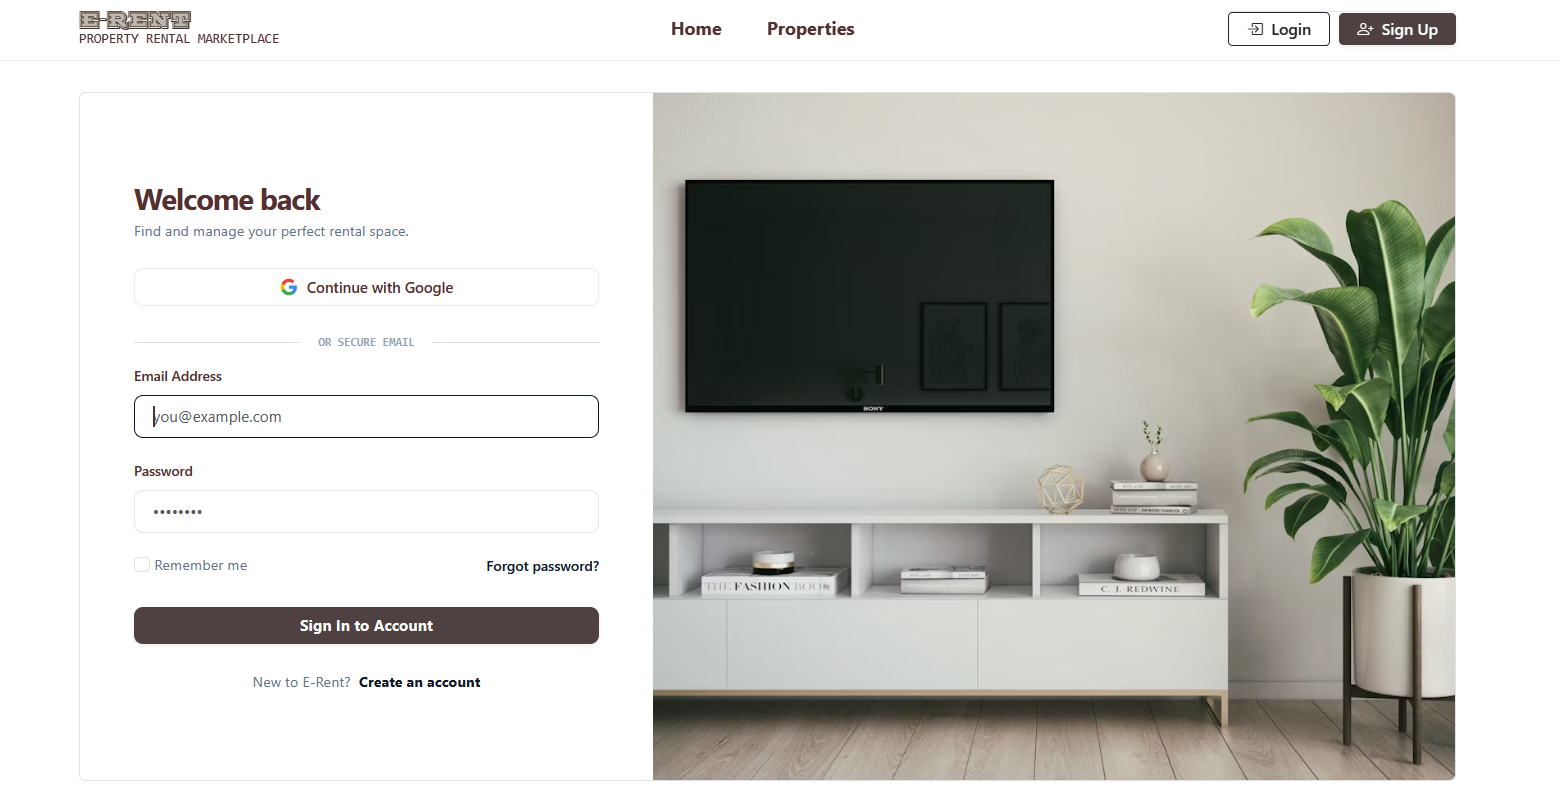 E-RENT
PROPERTY RENTAL MARKETPLACE
Home
Properties
Login
Sign Up
Welcome back
Find and manage your perfect rental space.
Continue with Google
OR SECURE EMAIL
Email Address
you@example.com
Password
••••••••
Remember me
Forgot password?
Sign In to Account
New to E-Rent? Create an account
SONY
THE FASHION BOOK
C. J. REDWINE